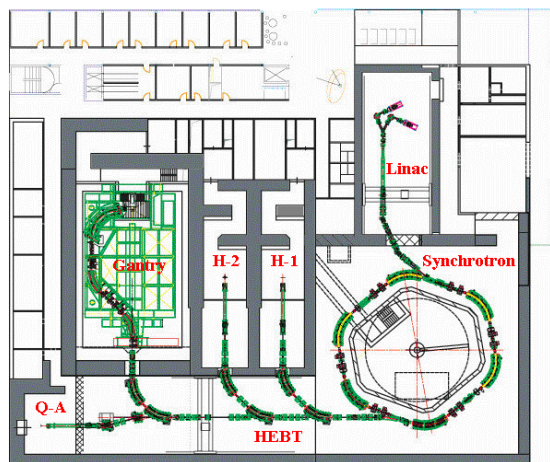 Linac
Gantry
H-2
H-1
Synchrotron
Q-A
HEBT